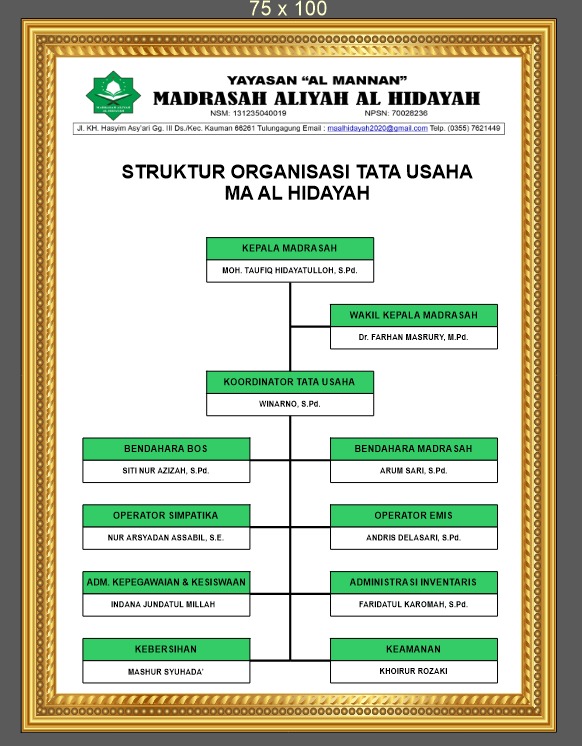 75 x 100
YAYASAN "AL MANNAN"
MADRASAH ALIYAH AL HIDAYAH
NSM: 131235040019 NPSN: 70028236
Jl. KH. Hasyim Asy'ari Gg. III Ds./Kec. Kauman 66261 Tulungagung Email : maalhidayah2020@gmail.com Telp. (0355) 7621449
STRUKTUR ORGANISASI TATA USAHA
MA AL HIDAYAH
KEPALA MADRASAH
MOH. TAUFIQ HIDAYATULLOH, S.Pd.
WAKIL KEPALA MADRASAH
Dr. FARHAN MASRURY, M.Pd.
KOORDINATOR TATA USAHA
WINARNO, S.Pd.
BENDAHARA BOS
SITI NUR AZIZAH, S.Pd.
BENDAHARA MADRASAH
ARUM SARI, S.Pd.
OPERATOR SIMPATIKA
NUR ARSYADAN ASSABIL, S.E.
OPERATOR EMIS
ANDRIS DELASARI, S.Pd.
ADM. KEPEGAWAIAN & KESISWAAN
INDANA JUNDATUL MILLAH
ADMINISTRASI INVENTARIS
FARIDATUL KAROMAH, S.Pd.
KEBERSIHAN
MASHUR SYUHADA'
KEAMANAN
KHOIRUR ROZAKI